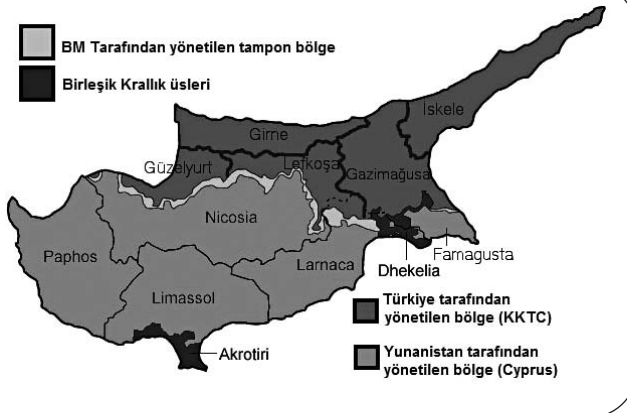 BM Tarafından yönetilen tampon bölge
Birleşik Krallık üsleri
İskele
Girne
Güzelyurt
Lefkoşa
Gazimağusa
Nicosia
Paphos
Famagusta
Larnaca
Dhekelia
Limassol
Akrotiri
Türkiye tarafından
yönetilen bölge (KKTC)
Yunanistan tarafından
yönetilen bölge (Cyprus)